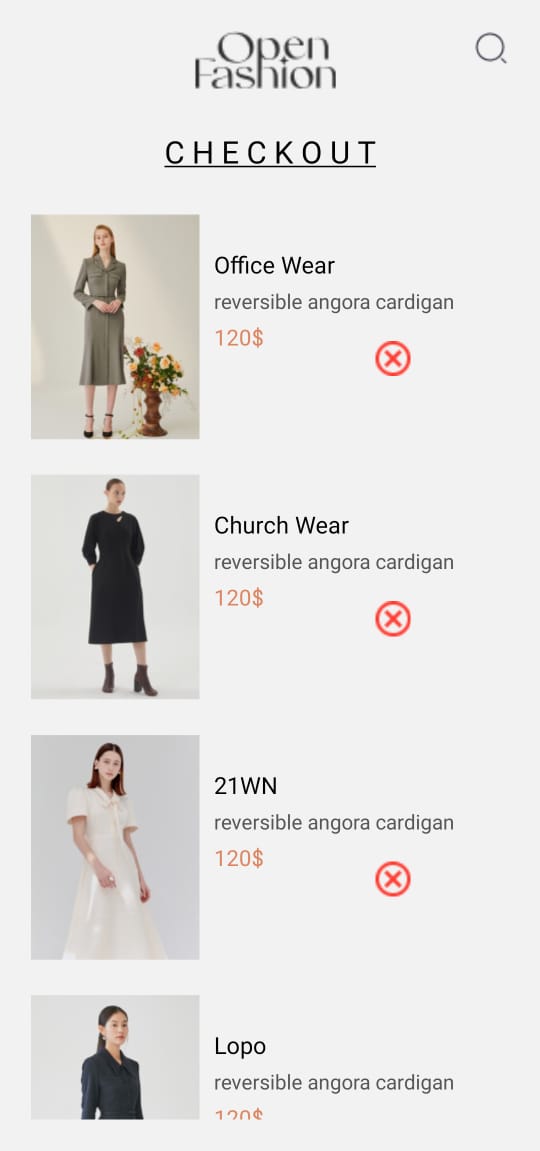 Open
Fashion
CHECKOUT
Office Wear
reversible angora cardigan
120$
Church Wear
reversible angora cardigan
120$
21WN
reversible angora cardigan
120$
Lopo
reversible angora cardigan
120$